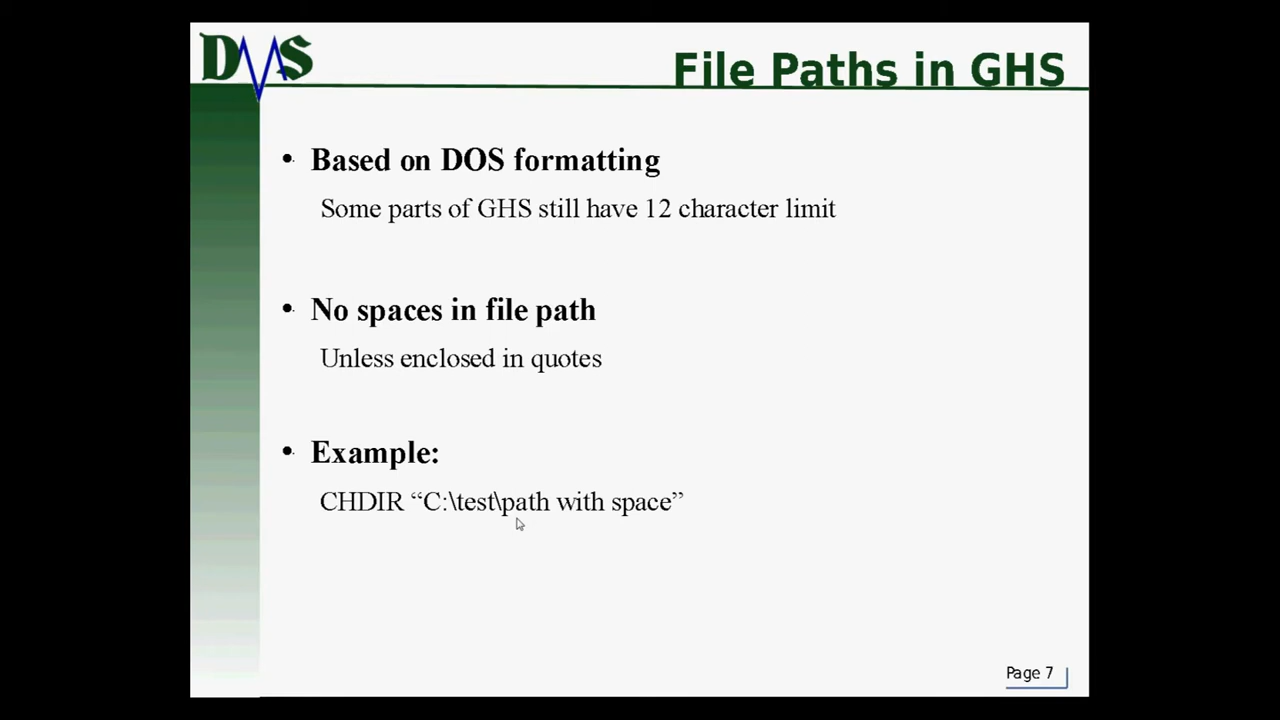 DMS
File Paths in GHS
• Based on DOS formatting
Some parts of GHS still have 12 character limit
• No spaces in file path
Unless enclosed in quotes
• Example:
CHDIR “C:\test\path with space”
Page 7